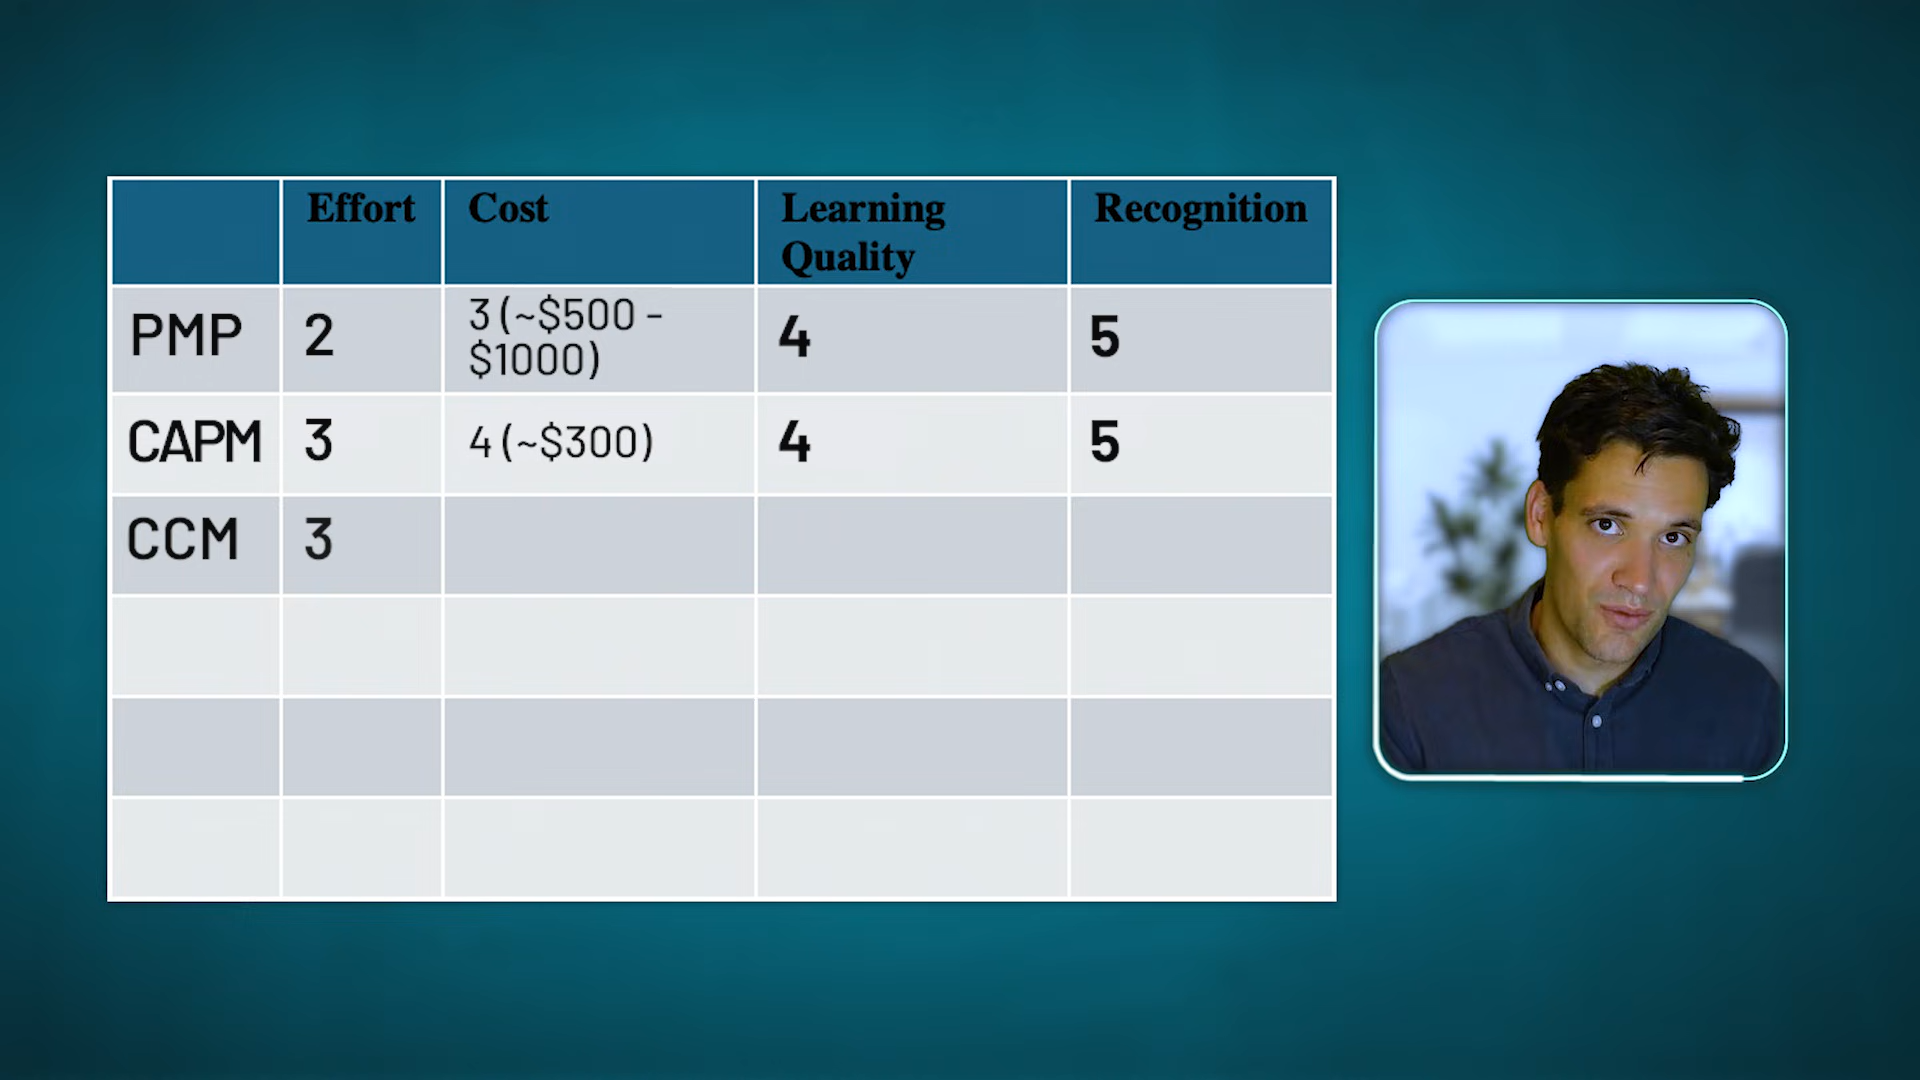 Effort Cost Learning Quality Recognition
PMP 2 3 (~$500 - $1000) 4 5
CAPM 3 4 (~$300) 4 5
CCM 3